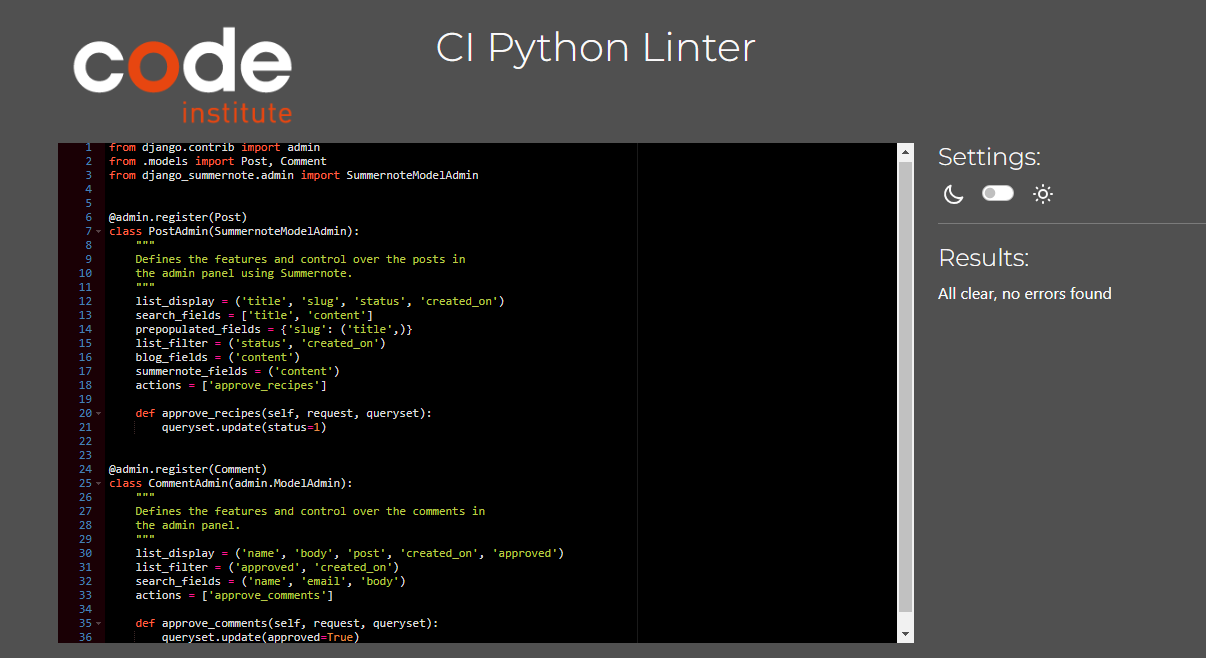 code
institute
CI Python Linter
1 from django.contrib import admin
2 from .models import Post, Comment
3 from django_summernote.admin import SummernoteModelAdmin
4
5
6 @admin.register(Post)
7 class PostAdmin(SummernoteModelAdmin):
8     """
9     Defines the features and control over the posts in
10     the admin panel using Summernote.
11     """
12     list_display = ('title', 'slug', 'status', 'created_on')
13     search_fields = ['title', 'content']
14     prepopulated_fields = {'slug': ('title',)}
15     list_filter = ('status', 'created_on')
16     blog_fields = ('content')
17     summernote_fields = ('content')
18     actions = ['approve_recipes']
19
20     def approve_recipes(self, request, queryset):
21         queryset.update(status=1)
22
23
24 @admin.register(Comment)
25 class CommentAdmin(admin.ModelAdmin):
26     """
27     Defines the features and control over the comments in
28     the admin panel.
29     """
30     list_display = ('name', 'body', 'post', 'created_on', 'approved')
31     list_filter = ('approved', 'created_on')
32     search_fields = ('name', 'email', 'body')
33     actions = ['approve_comments']
34
35     def approve_comments(self, request, queryset):
36         queryset.update(approved=True)
Settings:
Results:
All clear, no errors found